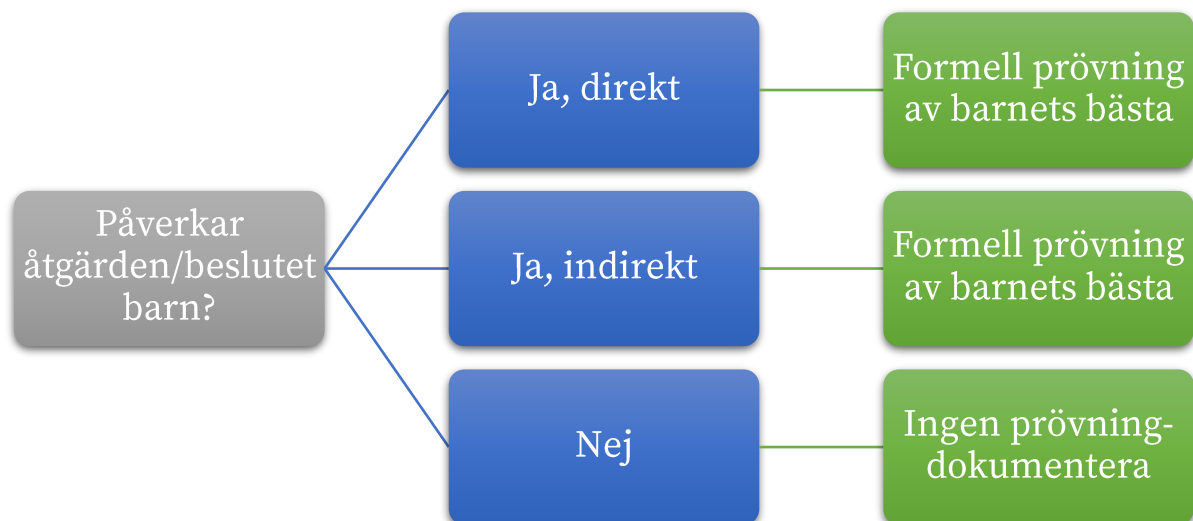 Påverkar
åtgärden/beslutet
barn?
Ja, direkt
Formell prövning
av barnets bästa
Ja, indirekt
Formell prövning
av barnets bästa
Nej
Ingen prövning-
dokumentera